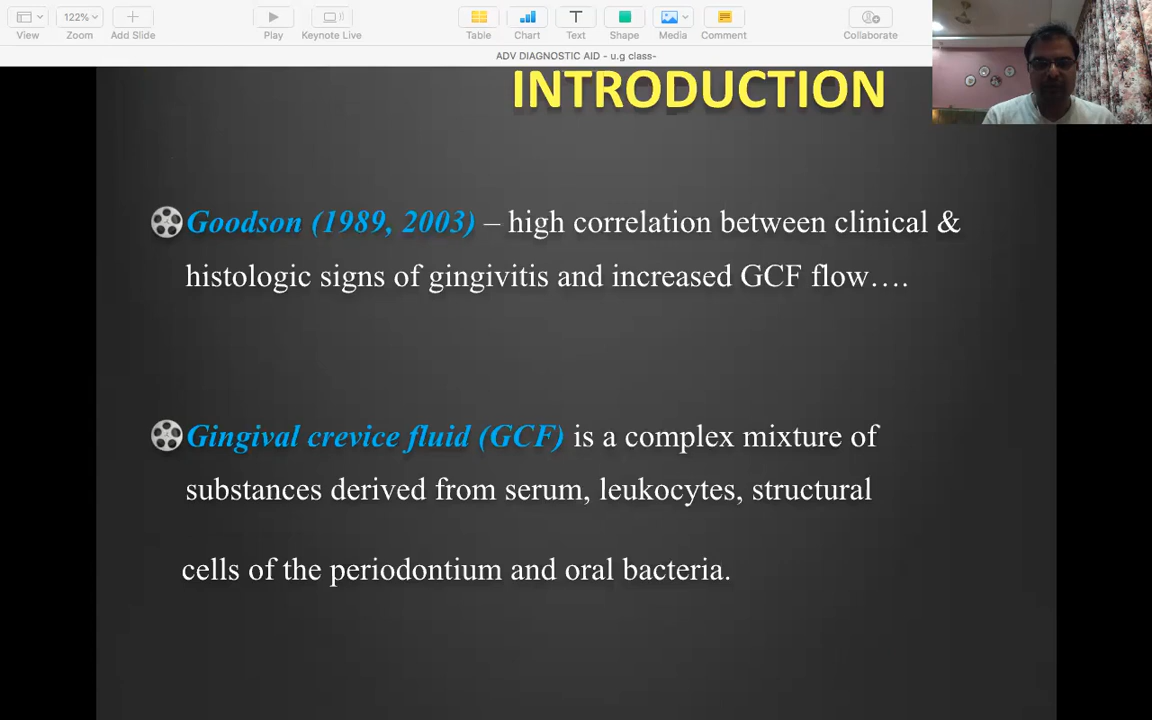 122%
View
Zoom
Add Slide
Play
Keynote Live
Table
Chart
Text
Shape
Media
Comment
Collaborate
ADV DIAGNOSTIC AID - u.g class-
INTRODUCTION
Goodson (1989, 2003) – high correlation between clinical &
histologic signs of gingivitis and increased GCF flow….
Gingival crevice fluid (GCF) is a complex mixture of
substances derived from serum, leukocytes, structural
cells of the periodontium and oral bacteria.